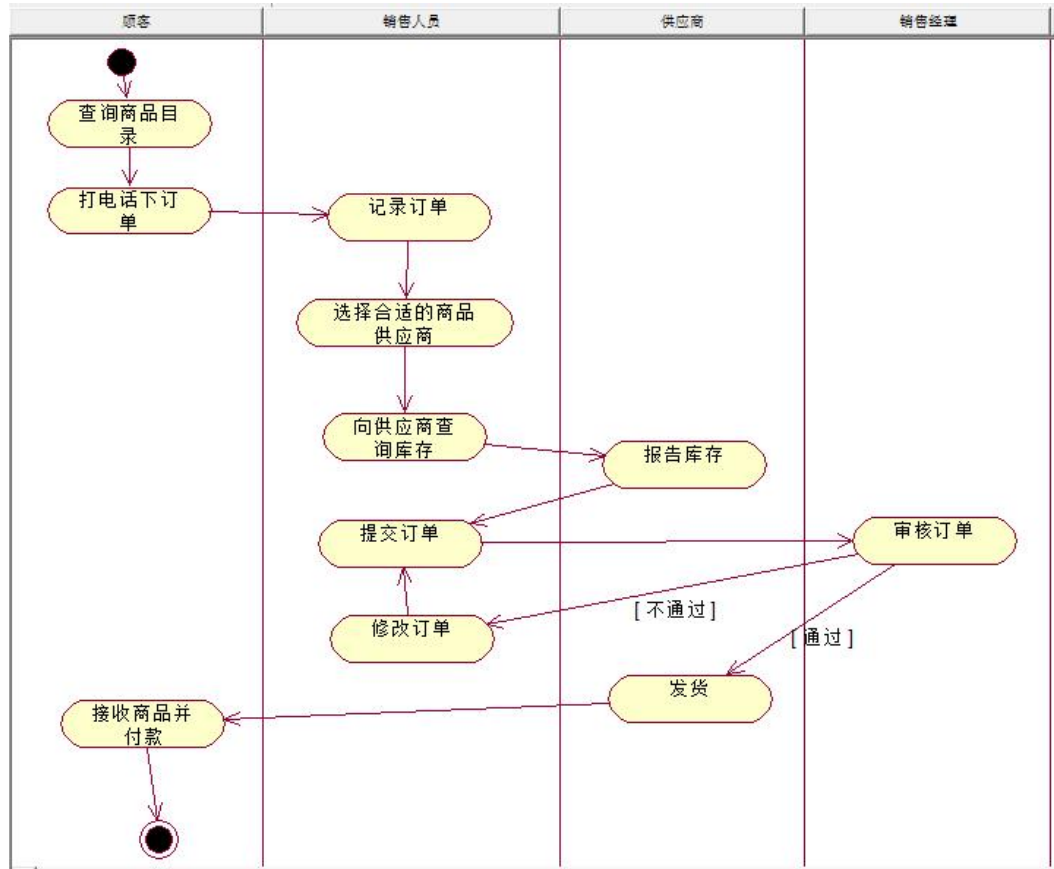 顾客
销售人员
供应商
销售经理
查询商品目
录
打电话下订
单
记录订单
选择合适的商品
供应商
向供应商查
询库存
报告库存
提交订单
审核订单
[不通过]
修改订单
[通过]
发货
接收商品并
付款